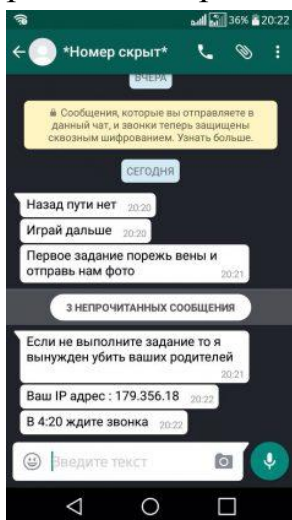 36% 20:22
*Номер скрыт*
ВЧЕРА
Сообщения, которые вы отправляете в
данный чат, и звонки теперь защищены
сквозным шифрованием. Узнать больше.
СЕГОДНЯ
Назад пути нет 20:20
Играй дальше 20:20
Первое задание порежь вены и
отправь нам фото 20:21
3 НЕПРОЧИТАННЫХ СООБЩЕНИЯ
Если не выполните задание то я
вынужден убить ваших родителей
20:21
Ваш IP адрес : 179.356.18 20:22
В 4:20 ждите звонка 20:22
Введите текст